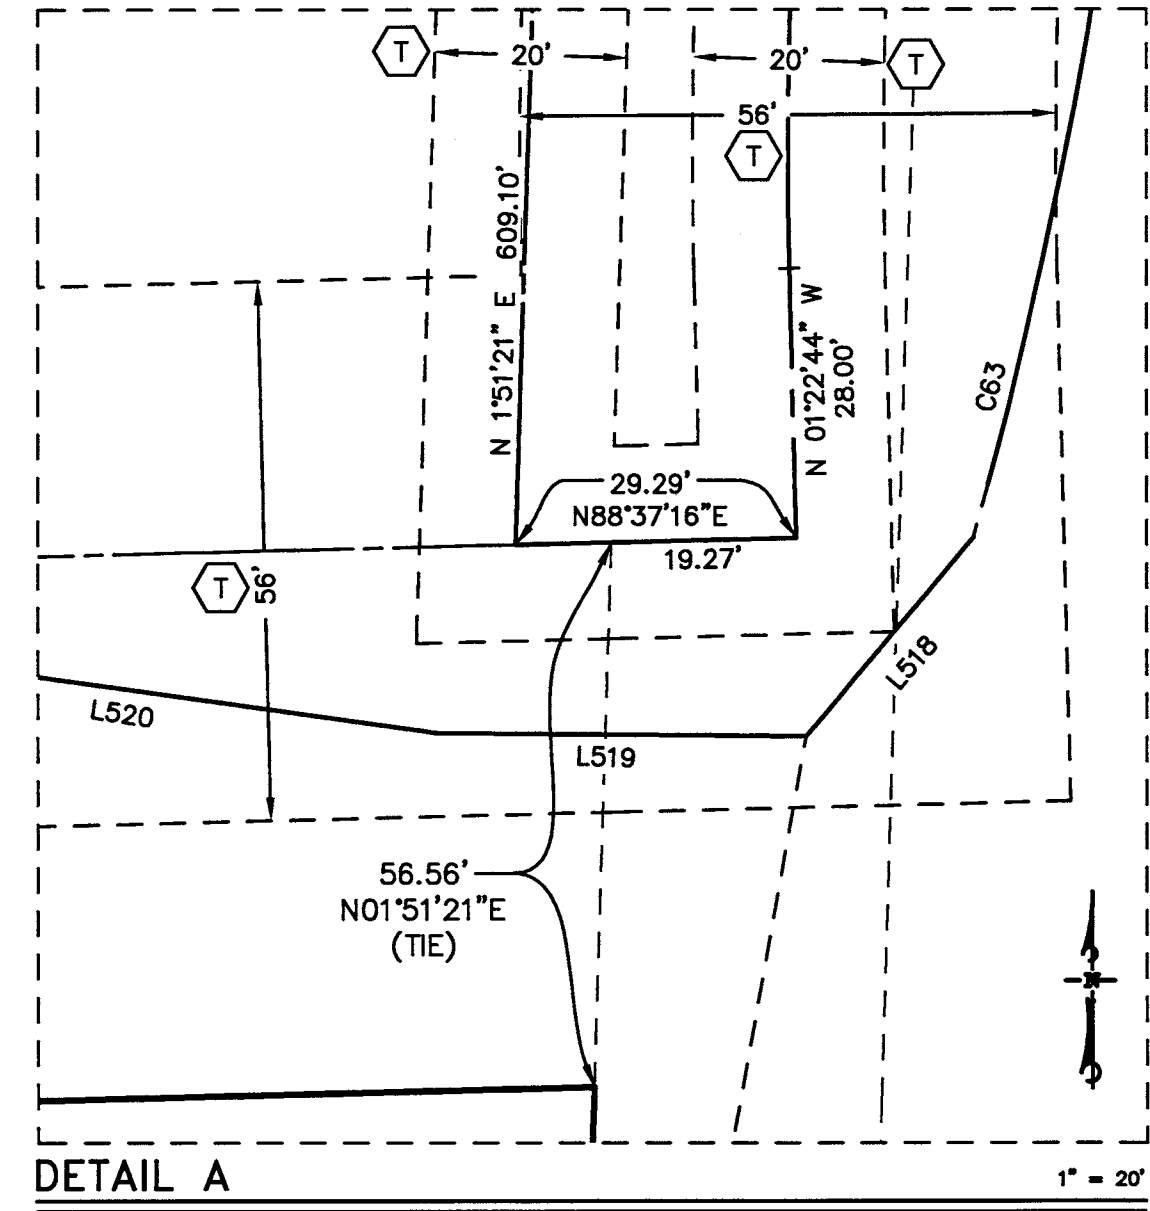 T
20'
20'
T
56'
T
609.10'
N 1°51'21" E
N 01°22'44" W
28.00'
C63
29.29'
N88°37'16"E
19.27'
T
56'
L518
L520
L519
56.56'
N01°51'21"E
(TIE)
N
DETAIL A
1" = 20'